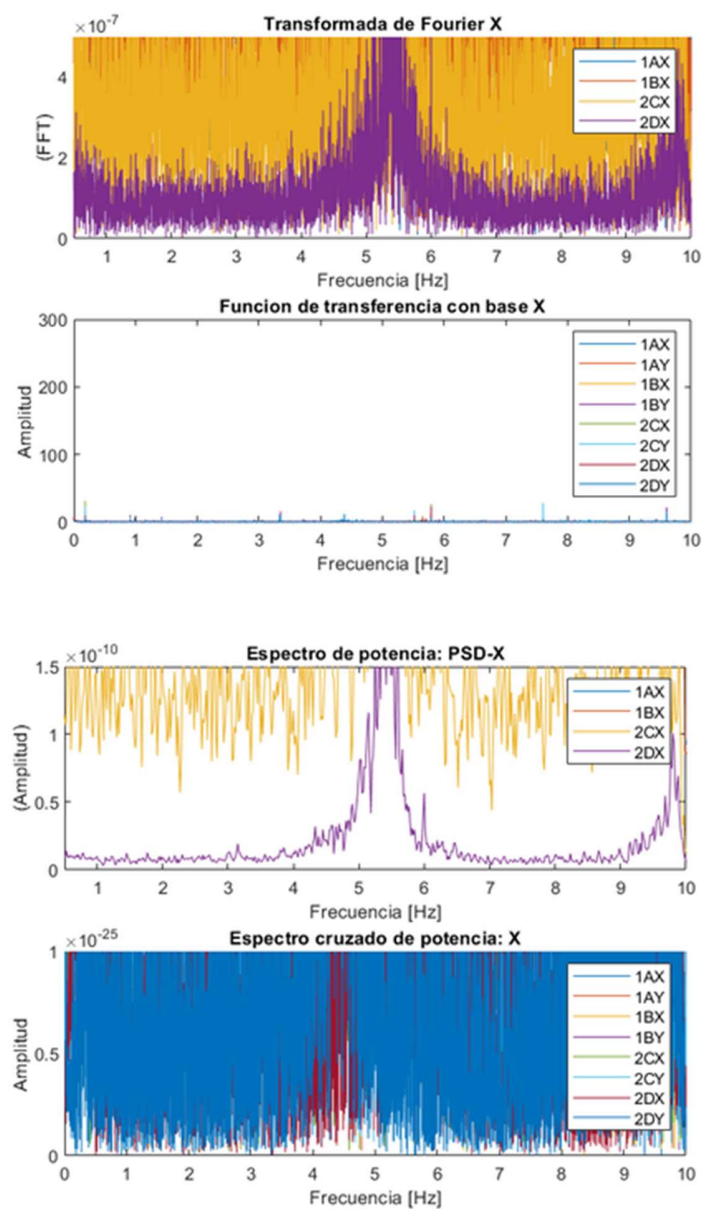 Transformada de Fourier X
×10⁻⁷
4
2
0
(FFT)
1AX
1BX
2CX
2DX
1 2 3 4 5 6 7 8 9 10
Frecuencia [Hz]
Funcion de transferencia con base X
300
200
100
0
Amplitud
1AX
1AY
1BX
1BY
2CX
2CY
2DX
2DY
0 1 2 3 4 5 6 7 8 9 10
Frecuencia [Hz]
Espectro de potencia: PSD-X
×10⁻¹⁰
1.5
1
0.5
0
(Amplitud)
1AX
1BX
2CX
2DX
1 2 3 4 5 6 7 8 9 10
Frecuencia [Hz]
Espectro cruzado de potencia: X
×10⁻²⁵
1
0.5
0
Amplitud
1AX
1AY
1BX
1BY
2CX
2CY
2DX
2DY
0 1 2 3 4 5 6 7 8 9 10
Frecuencia [Hz]